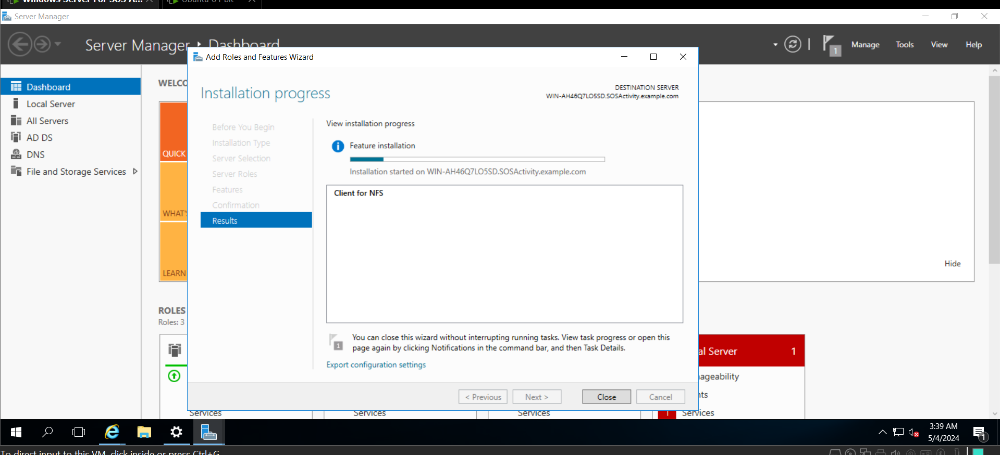 Windows Server For SOS A...
Ubuntu 64-bit
Server Manager
Server Manager
Dashboard
1
Manage
Tools
View
Help
Add Roles and Features Wizard
Dashboard
Local Server
All Servers
AD DS
DNS
File and Storage Services
WELCO
QUICK
WHAT'S
LEARN
Hide
Installation progress
DESTINATION SERVER
WIN-AH46Q7LO5SD.SOSActivity.example.com
Before You Begin
Installation Type
Server Selection
Server Roles
Features
Confirmation
Results
View installation progress
Feature installation
Installation started on WIN-AH46Q7LO5SD.SOSActivity.example.com
Client for NFS
1
You can close this wizard without interrupting running tasks. View task progress or open this
page again by clicking Notifications in the command bar, and then Task Details.
Export configuration settings
< Previous
Next >
Close
Cancel
ROLES
Roles: 3
al Server
1
ageability
nts
Services
Services
Services
1
Services
3:39 AM
5/4/2024
1
To direct input to this VM, click inside or press Ctrl+G.